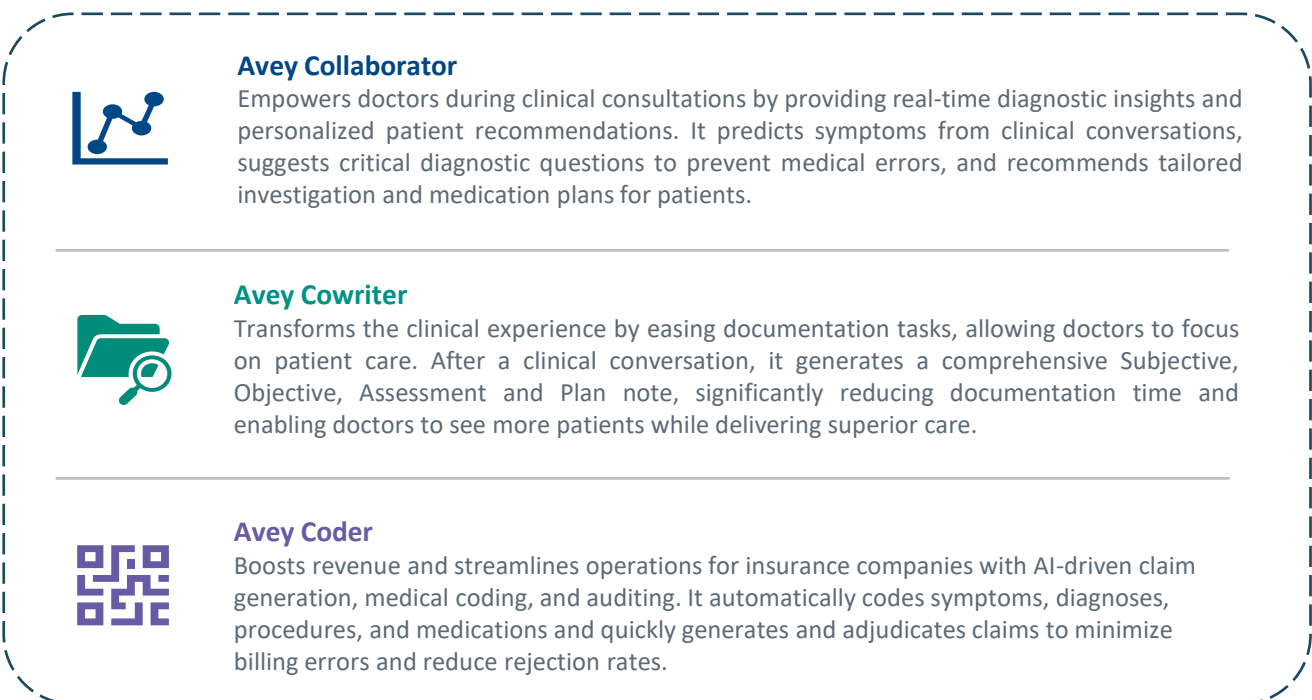 Avey Collaborator
Empowers doctors during clinical consultations by providing real-time diagnostic insights and
personalized patient recommendations. It predicts symptoms from clinical conversations,
suggests critical diagnostic questions to prevent medical errors, and recommends tailored
investigation and medication plans for patients.
Avey Cowriter
Transforms the clinical experience by easing documentation tasks, allowing doctors to focus
on patient care. After a clinical conversation, it generates a comprehensive Subjective,
Objective, Assessment and Plan note, significantly reducing documentation time and
enabling doctors to see more patients while delivering superior care.
Avey Coder
Boosts revenue and streamlines operations for insurance companies with AI-driven claim
generation, medical coding, and auditing. It automatically codes symptoms, diagnoses,
procedures, and medications and quickly generates and adjudicates claims to minimize
billing errors and reduce rejection rates.